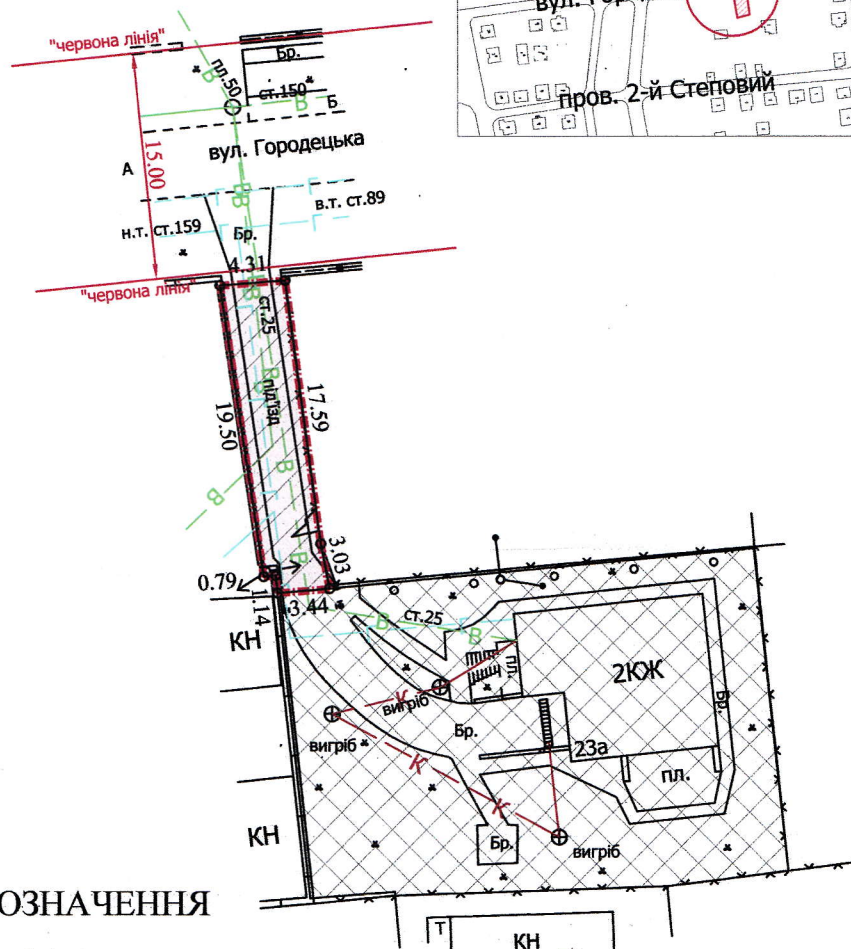 "червона лінія"
Бр.
пл.50
В
ст.150
В
Б
вул. Городецька
А
15.00
ВВ
Г
Г
в.т. ст.89
н.т. ст.159
Бр.
4.31
"червона лінія"
В
ст.25
В
під'їзд
17.59
19.50
В
В
В
3.03
0.79
1.14
3.44
КН
В
ст.25
В
пл.
2КЖ
Бр.
К
вигріб
вигріб
Бр.
23а
К
пл.
К
КН
Бр.
вигріб
ОЗНАЧЕННЯ
Т
КН
пров. 2-й Степовий